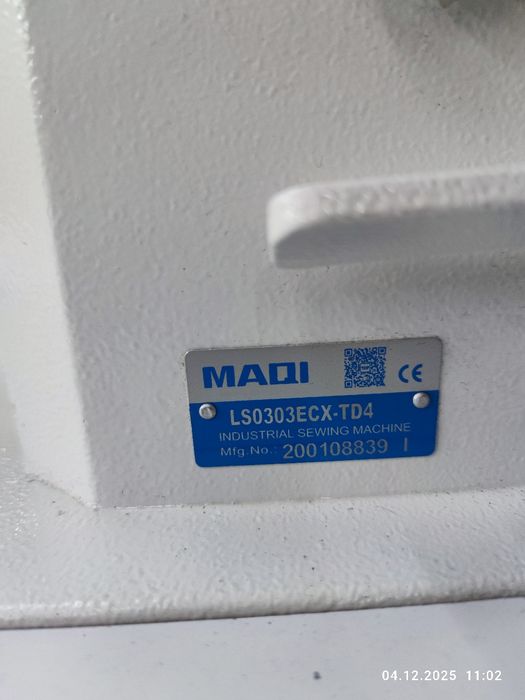 MAQI CE
LS0303ECX-TD4
INDUSTRIAL SEWING MACHINE
Mfg.No.: 200108839 I
04.12.2025 11:02